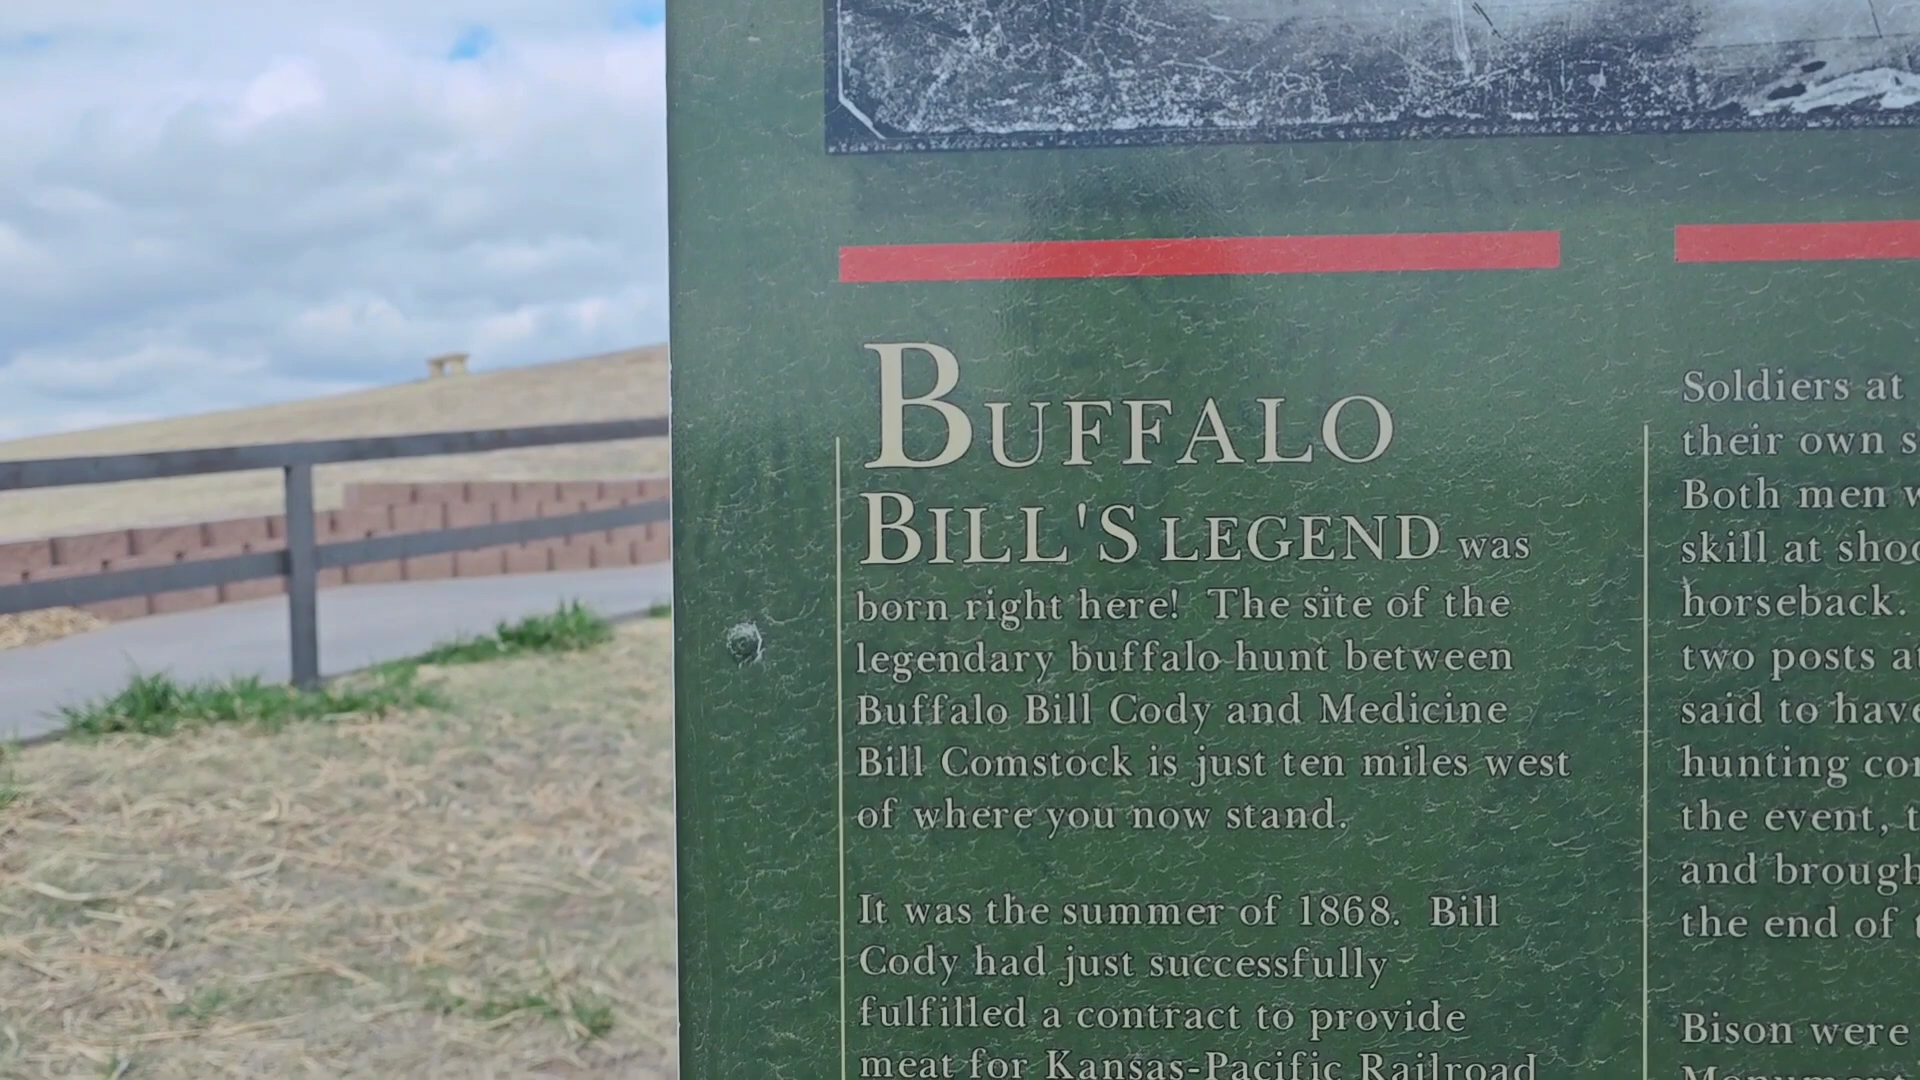 BUFFALO
BILL'S LEGEND was
born right here! The site of the
legendary buffalo hunt between
Buffalo Bill Cody and Medicine
Bill Comstock is just ten miles west
of where you now stand.
It was the summer of 1868. Bill
Cody had just successfully
fulfilled a contract to provide
meat for Kansas-Pacific Railroad
Soldiers at
their own
Both men
skill at
horseback.
two posts
said to
hunting
the event,
and
the end of
Bison were